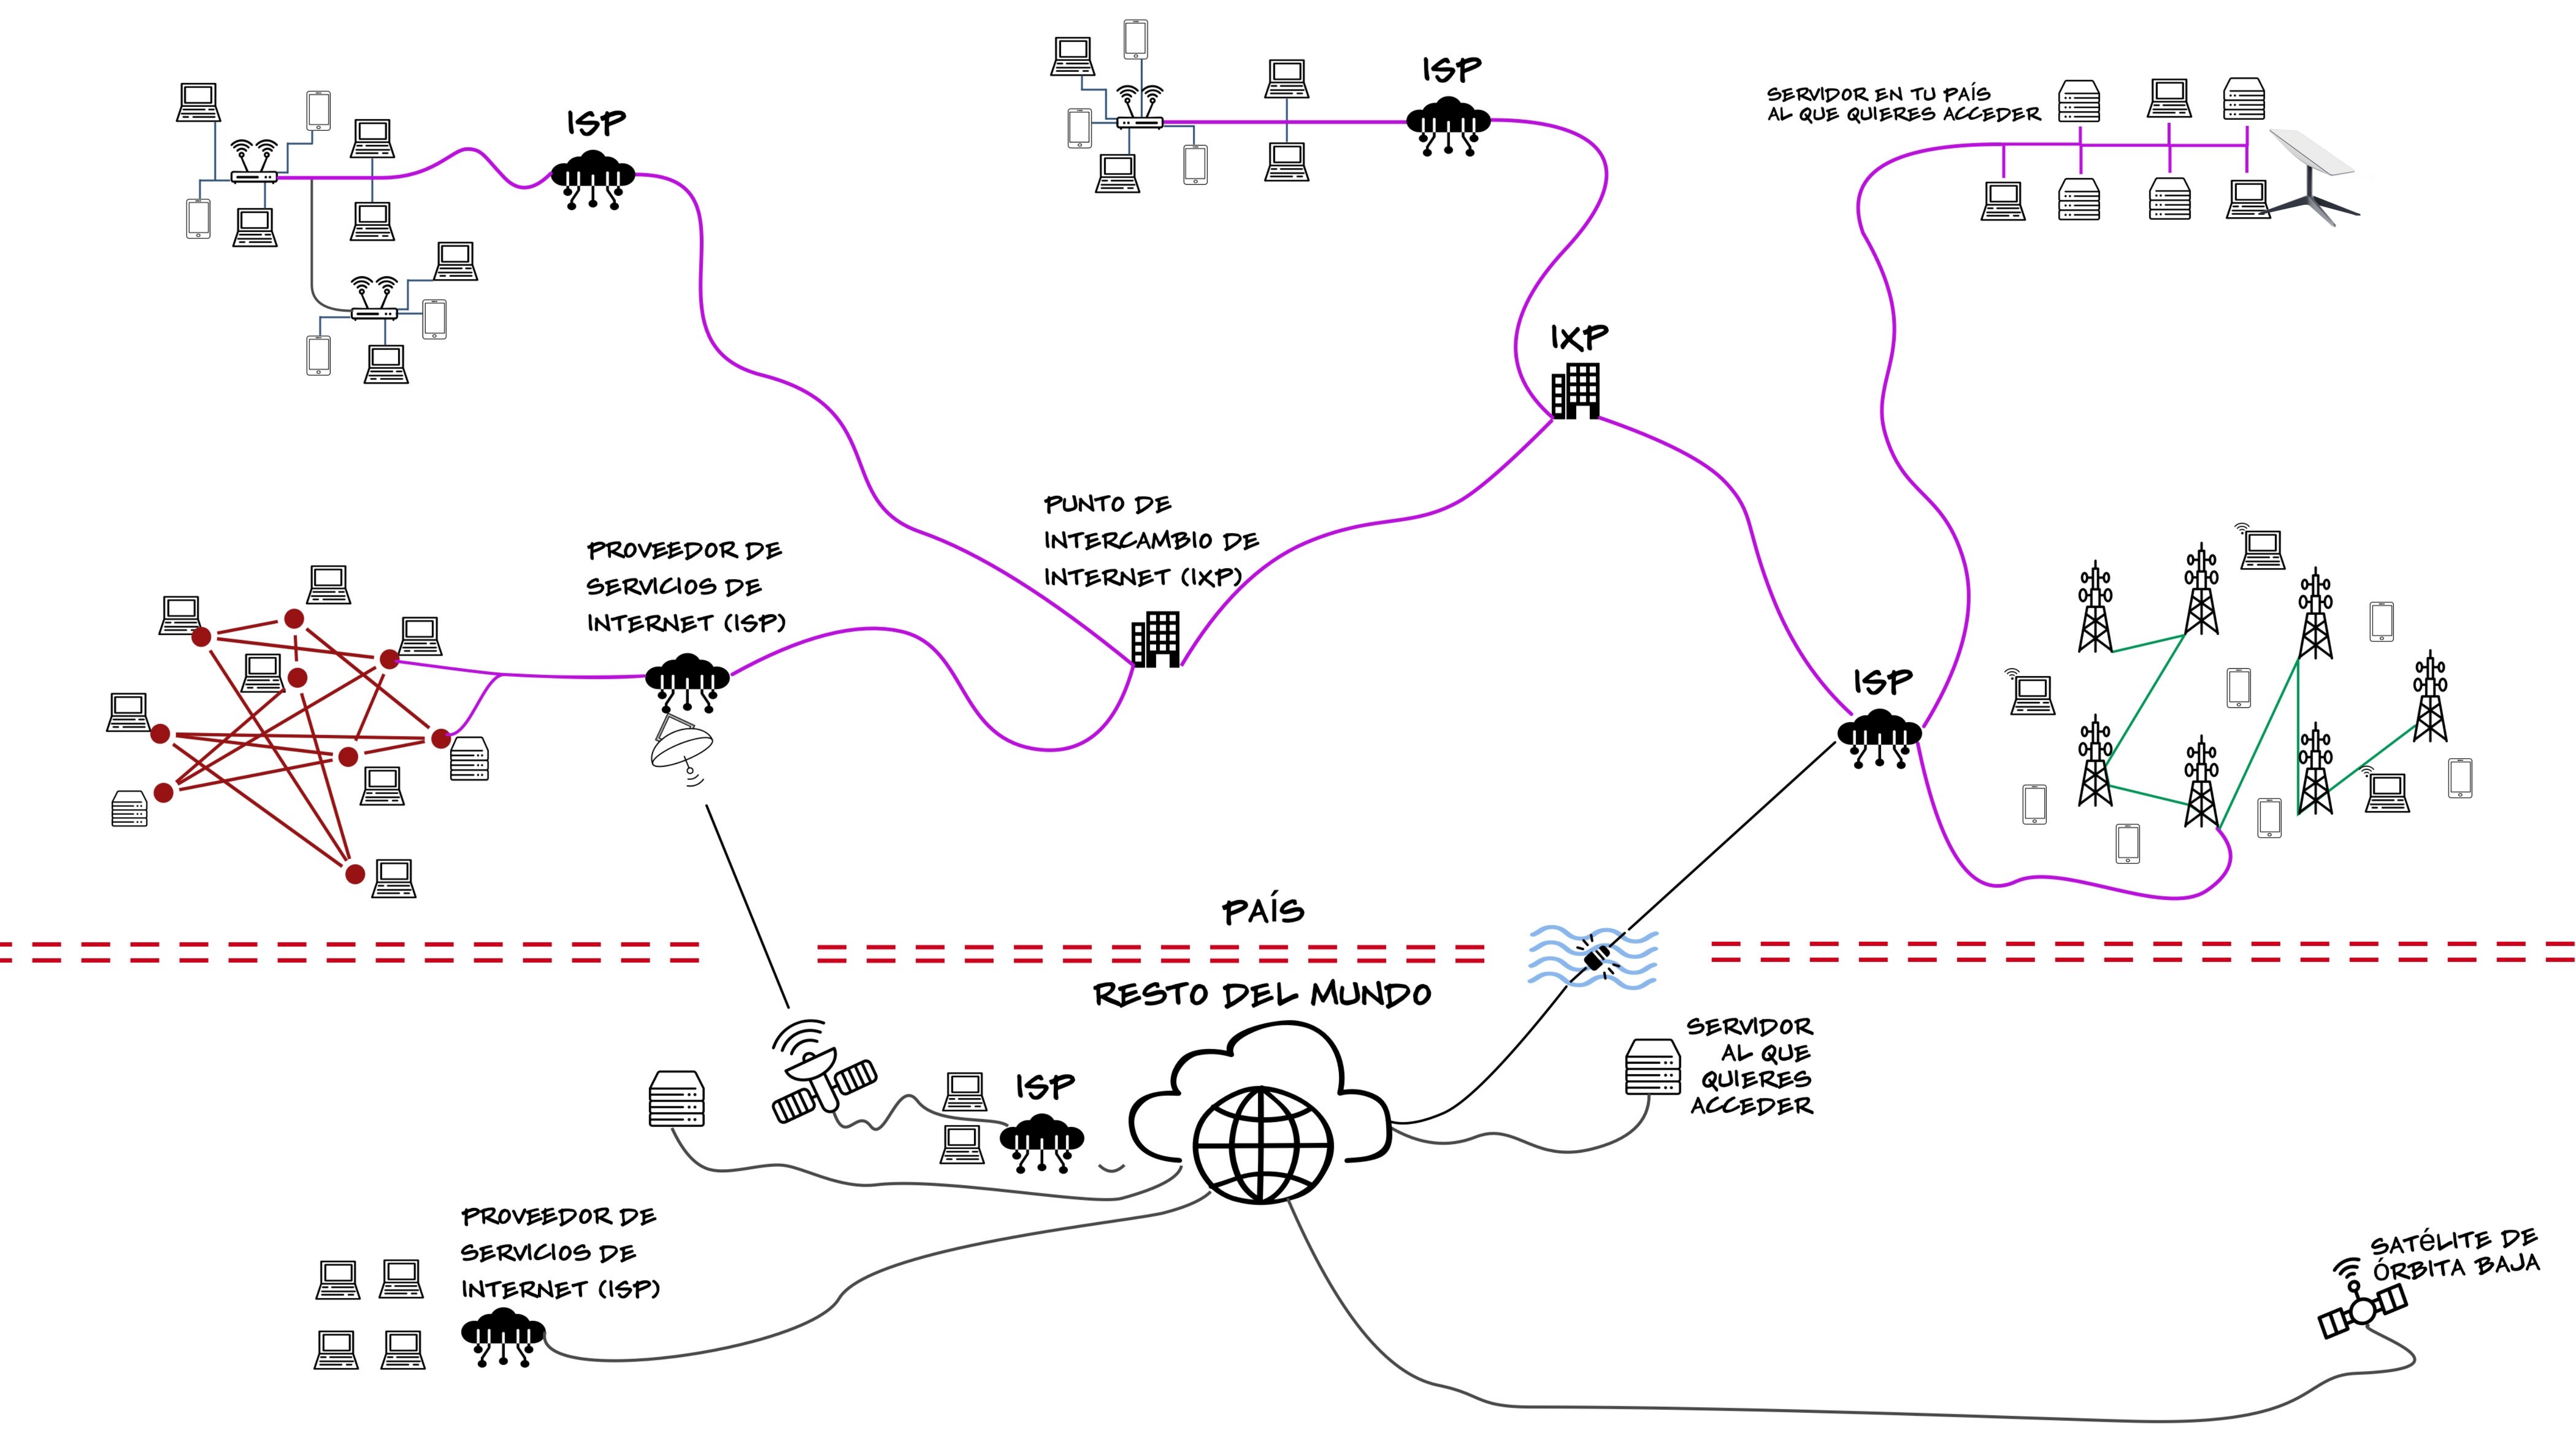 ISP
ISP
SERVIDOR EN TU PAÍS
AL QUE QUIERES ACCEDER
IXP
PUNTO DE
INTERCAMBIO DE
INTERNET (IXP)
PROVEEDOR DE
SERVICIOS DE
INTERNET (ISP)
ISP
PAÍS
RESTO DEL MUNDO
SERVIDOR
AL QUE
QUIERES
ACCEDER
ISP
PROVEEDOR DE
SERVICIOS DE
INTERNET (ISP)
SATÉLITE DE
ÓRBITA BAJA